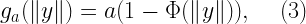 g_a(‖y‖) = a(1 − Φ(‖y‖)), (3)